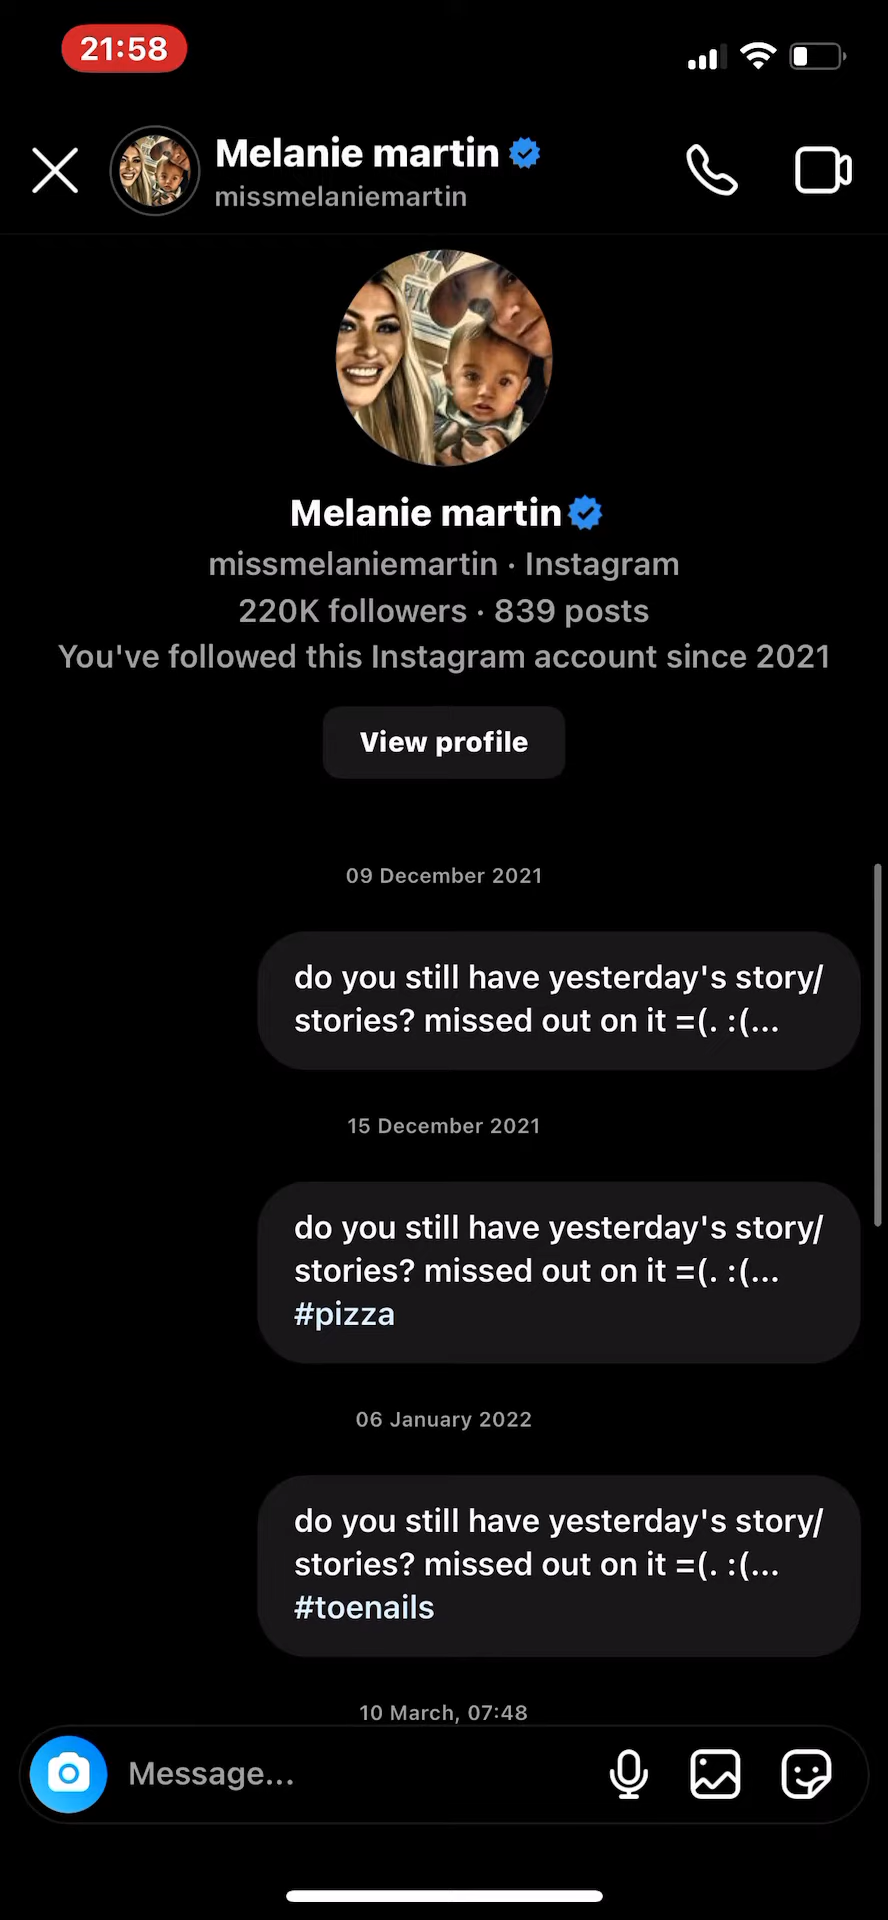 21:58
Melanie martin
missmelaniemartin
Melanie martin
missmelaniemartin · Instagram
220K followers · 839 posts
You've followed this Instagram account since 2021
View profile
09 December 2021
do you still have yesterday's story/
stories? missed out on it =(. :(...
15 December 2021
do you still have yesterday's story/
stories? missed out on it =(. :(...
#pizza
06 January 2022
do you still have yesterday's story/
stories? missed out on it =(. :(...
#toenails
10 March, 07:48
Message...